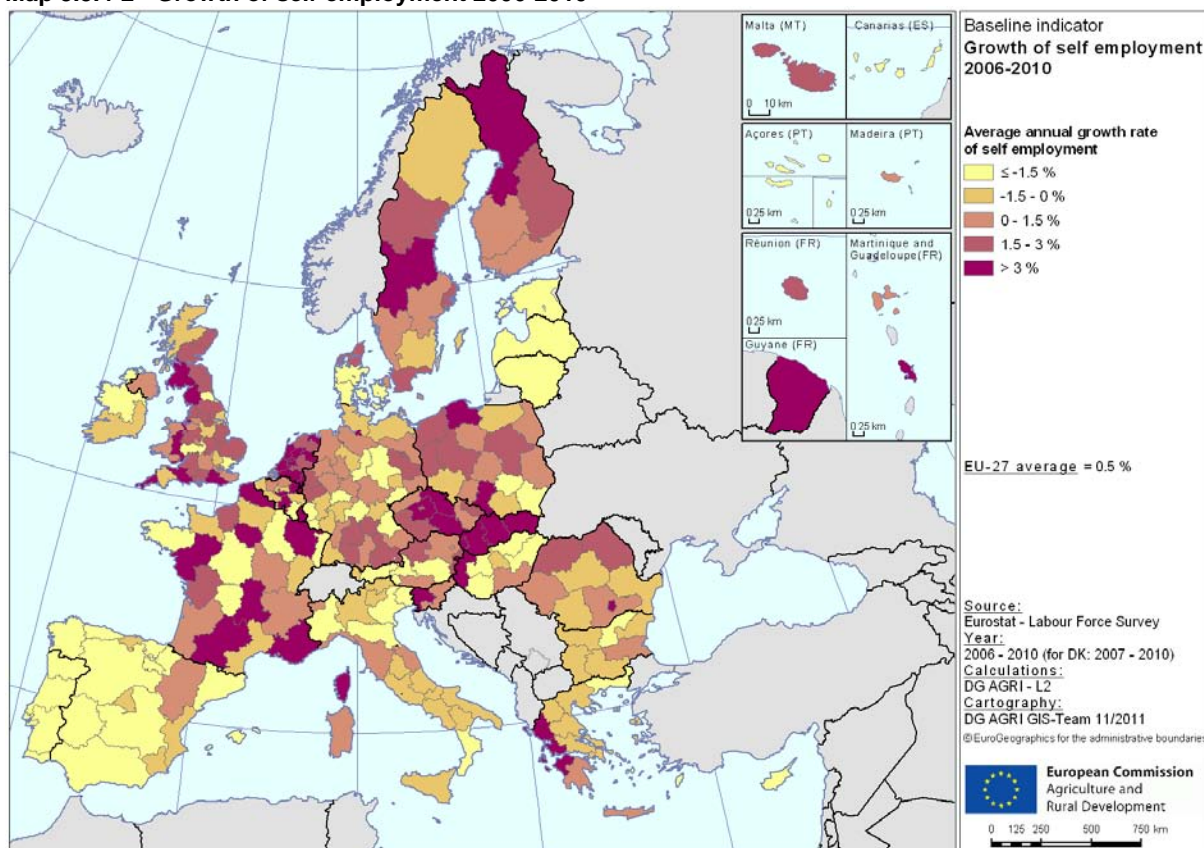 Malta (MT)
Canarias (ES)
0 10 km
Açores (PT)
Madeira (PT)
0 25 km
0 25 km
Réunion (FR)
Martinique and
Guadeloupe(FR)
0 25 km
Guyane (FR)
0 25 km
Baseline indicator
Growth of self employment
2006-2010
Average annual growth rate
of self employment
≤ -1.5 %
-1.5 - 0 %
0 - 1.5 %
1.5 - 3 %
> 3 %
EU-27 average = 0.5 %
Source:
Eurostat - Labour Force Survey
Year:
2006 - 2010 (for DK: 2007 - 2010)
Calculations:
DG AGRI - L2
Cartography:
DG AGRI GIS-Team 11/2011
©EuroGeographics for the administrative boundaries
European Commission
Agriculture and
Rural Development
0 125 250 500 750 km